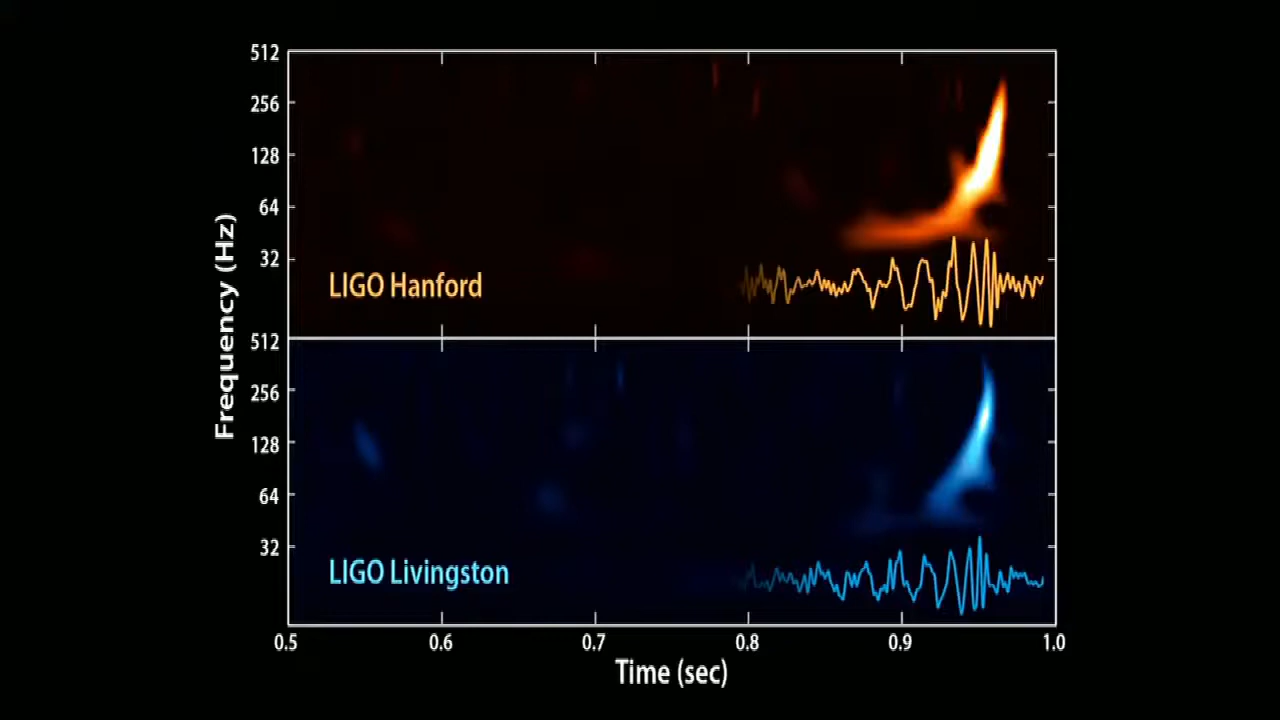 512
256
128
64
32
LIGO Hanford
512
256
128
64
32
LIGO Livingston
Frequency (Hz)
0.5 0.6 0.7 0.8 0.9 1.0
Time (sec)